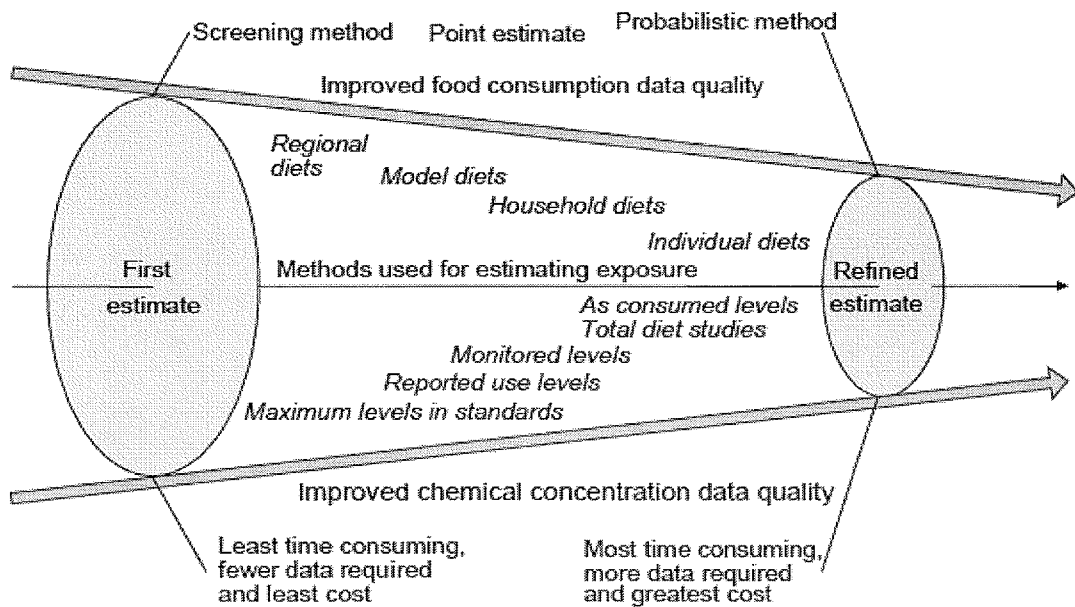 Screening method
Point estimate
Probabilistic method
Improved food consumption data quality
Regional
diets
Model diets
Household diets
Individual diets
First
estimate
Methods used for estimating exposure
Refined
estimate
As consumed levels
Total diet studies
Monitored levels
Reported use levels
Maximum levels in standards
Improved chemical concentration data quality
Least time consuming,
fewer data required
and least cost
Most time consuming,
more data required
and greatest cost